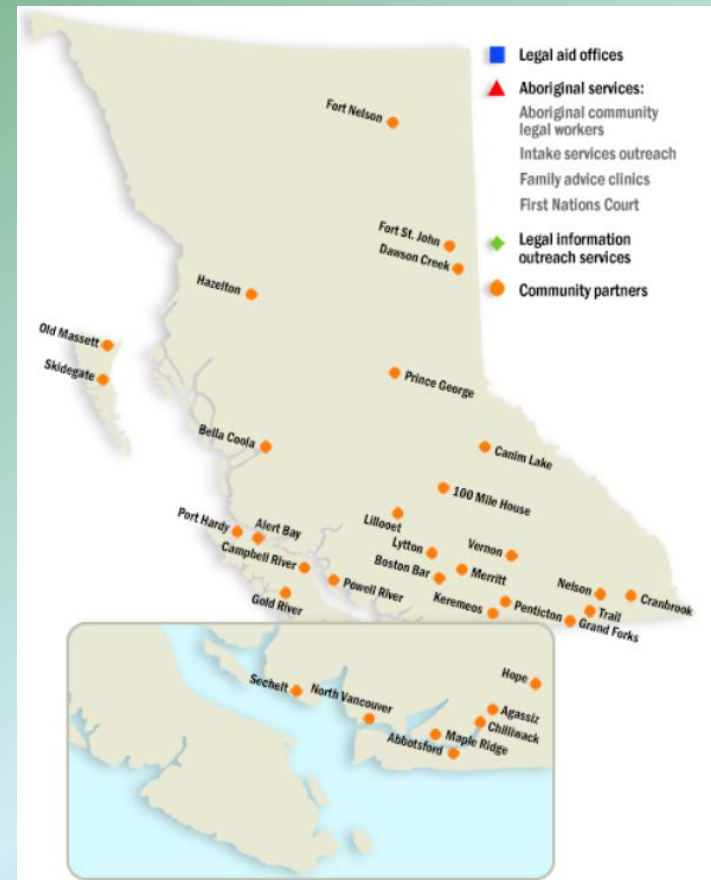 Legal aid offices
Aboriginal services:
Aboriginal community
legal workers
Intake services outreach
Family advice clinics
First Nations Court
Legal information
outreach services
Community partners
Fort Nelson
Fort St. John
Dawson Creek
Hazelton
Old Massett
Skidegate
Prince George
Bella Coola
Canim Lake
100 Mile House
Lillooet
Port Hardy
Alert Bay
Lytton
Vernon
Campbell River
Boston Bar
Merritt
Powell River
Nelson
Cranbrook
Gold River
Keremeos
Penticton
Trail
Grand Forks
Hope
Sechelt
North Vancouver
Agassiz
Chilliwack
Maple Ridge
Abbotsford